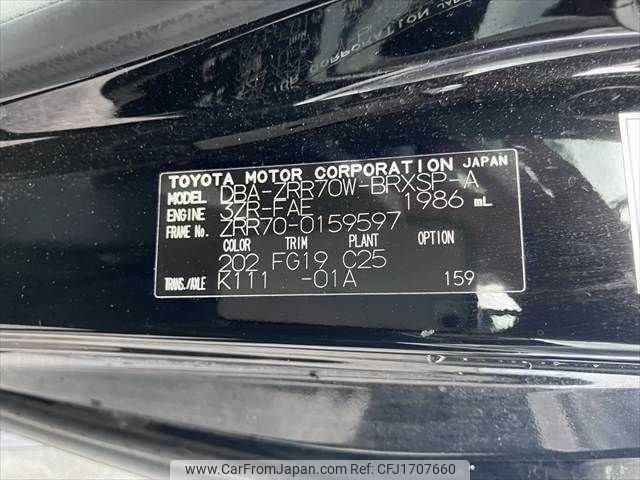 TOYOTA MOTOR CORPORATION JAPAN
MODEL DBA-ZRR70W-BRXSP-A
ENGINE 3ZR-FAE 1986 mL
FRAME No. ZRR70-0159597
COLOR TRIM PLANT OPTION
202 FG19 C25
TRANS./AXLE K111 -01A 159
www.CarFromJapan.com | Ref No. CFJ1707660